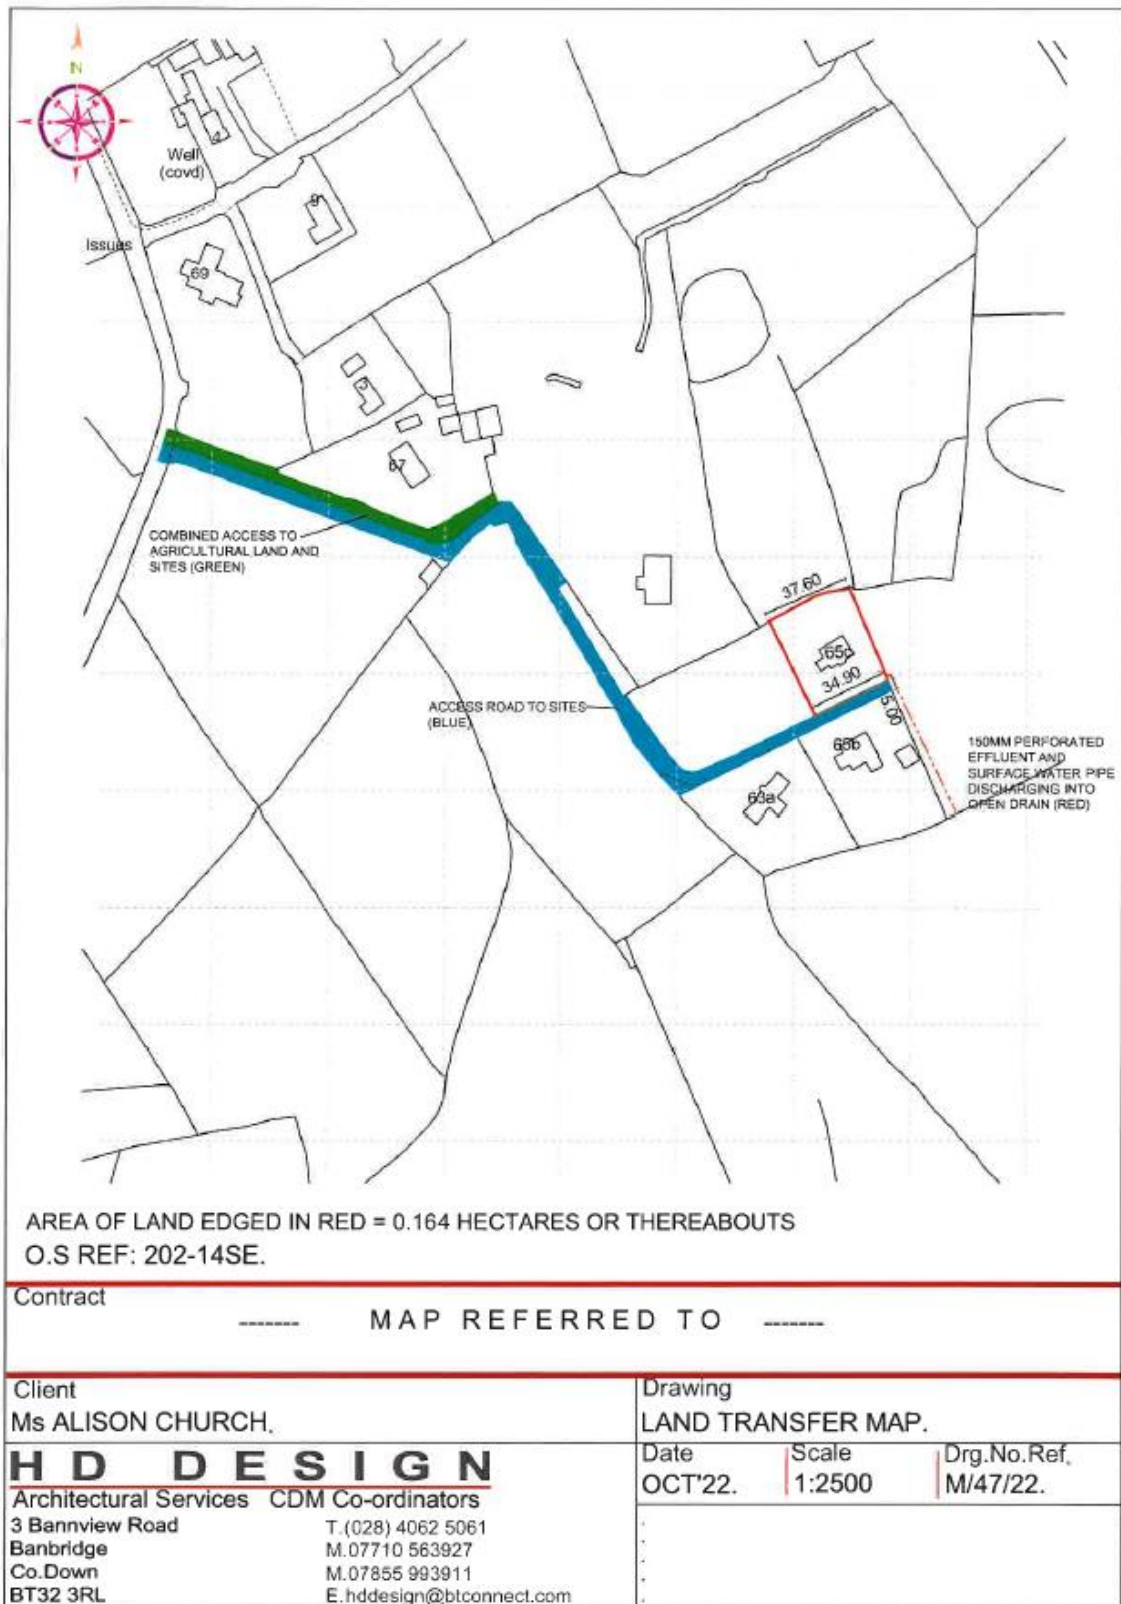 N
4
Well
(covd)
9
Issues
69
3
67
COMBINED ACCESS TO
AGRICULTURAL LAND AND
SITES (GREEN)
37.60
65c
34.90
5.00
ACCESS ROAD TO SITES
(BLUE)
65b
63a
150MM PERFORATED
EFFLUENT AND
SURFACE WATER PIPE
DISCHARGING INTO
OPEN DRAIN (RED)
AREA OF LAND EDGED IN RED = 0.164 HECTARES OR THEREABOUTS
O.S REF: 202-14SE.
Contract
------- MAP REFERRED TO -------
Client
Ms ALISON CHURCH.
Drawing
LAND TRANSFER MAP.
HD DESIGN
Architectural Services CDM Co-ordinators
3 Bannview Road
Banbridge
Co.Down
BT32 3RL
T.(028) 4062 5061
M.07710 563927
M.07855 993911
E.hddesign@btconnect.com
Date
OCT'22.
Scale
1:2500
Drg.No.Ref.
M/47/22.